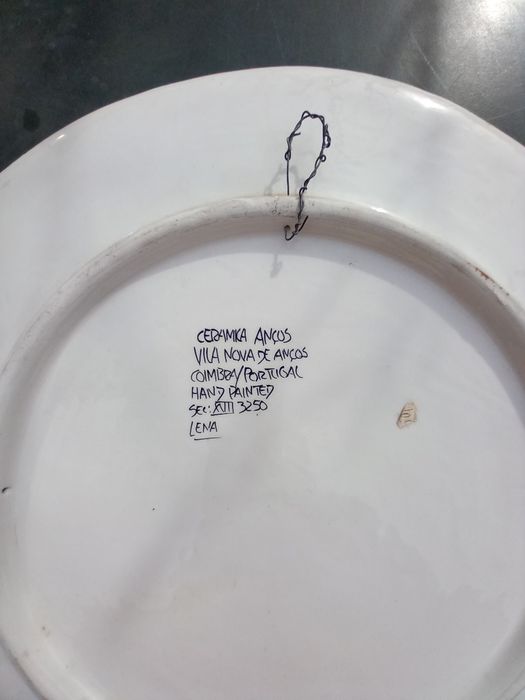 CERAMIKA ANÇOS
VILA NOVA DE ANÇOS
COIMBRA/PORTUGAL
HAND PAINTED
SEC: XVII 3250
LENA